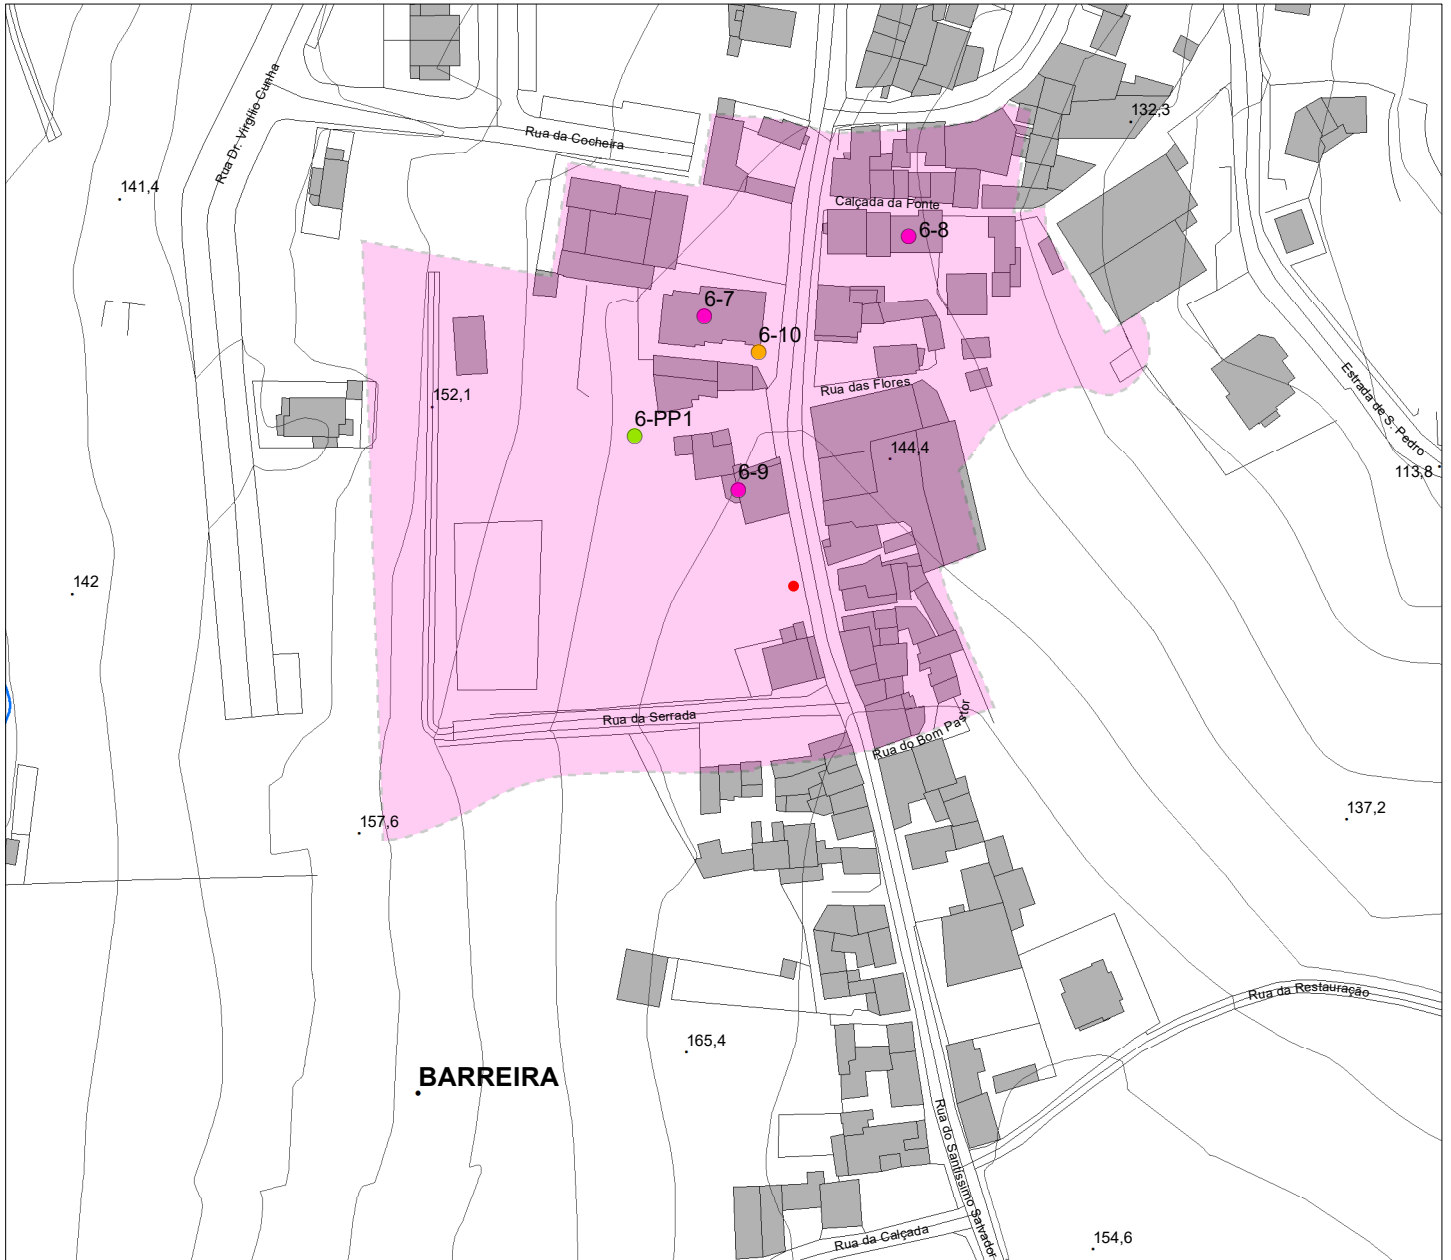 Rua Dr. Virgílio Cunha
Rua da Cocheira
132,3
141,4
Calçada da Fonte
6-8
6-7
6-10
152,1
Rua das Flores
Estrada de S. Pedro
6-PP1
144,4
113,8
6-9
142
Rua da Serrada
Rua do Bom Pastor
157,6
137,2
Rua da Restauração
165,4
BARREIRA
Rua do Santíssimo Salvador
Rua da Calçada
154,6